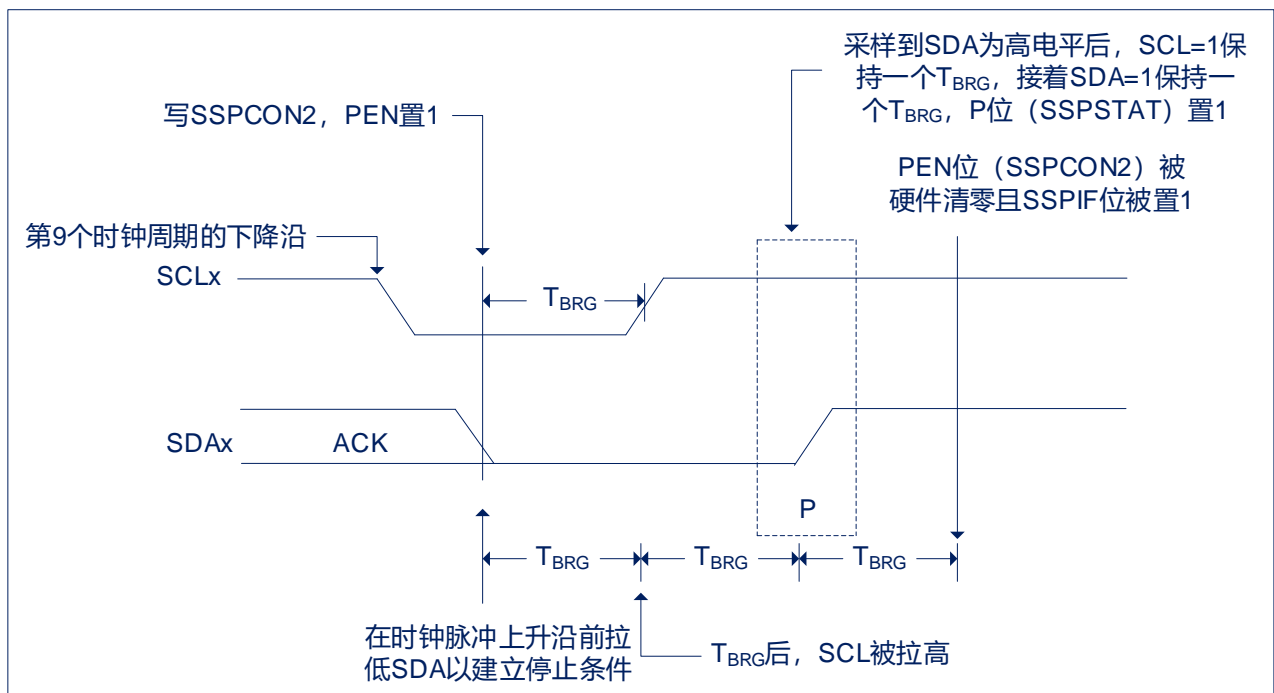 采样到SDA为高电平后，SCL=1保
持一个TBRG，接着SDA=1保持一
个TBRG，P位（SSPSTAT）置1
写SSPCON2，PEN置1
PEN位（SSPCON2）被
硬件清零且SSPIF位被置1
第9个时钟周期的下降沿
SCLx
TBRG
SDAx
ACK
P
TBRG
TBRG
TBRG
在时钟脉冲上升沿前拉
低SDA以建立停止条件
TBRG后，SCL被拉高